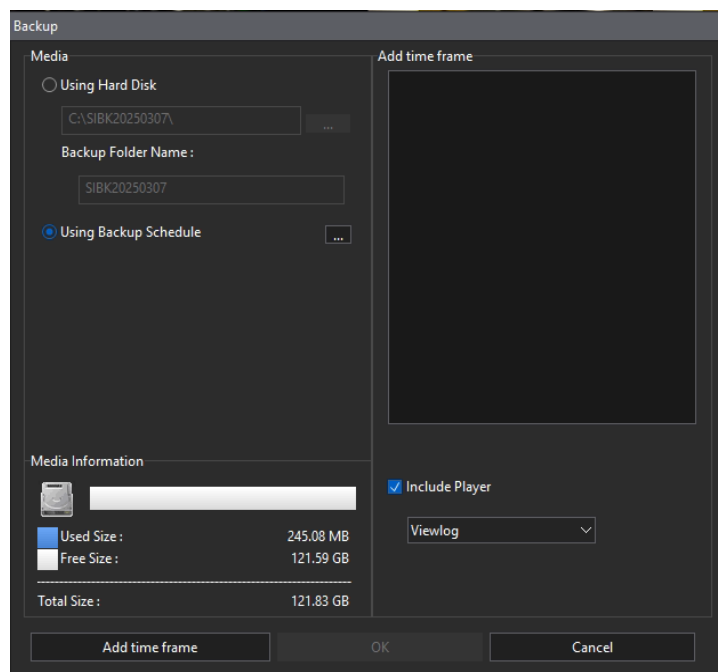 Backup
Media
Using Hard Disk
C:\SIBK20250307\
...
Backup Folder Name :
SIBK20250307
Using Backup Schedule
...
Media Information
Used Size : 245.08 MB
Free Size : 121.59 GB
Total Size : 121.83 GB
Add time frame
Include Player
Viewlog
Add time frame
OK
Cancel